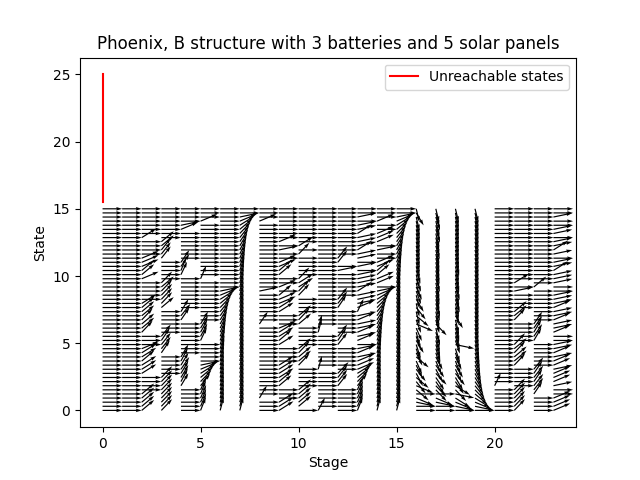 Phoenix, B structure with 3 batteries and 5 solar panels
Unreachable states
25
20
15
10
5
0
State
0 5 10 15 20
Stage